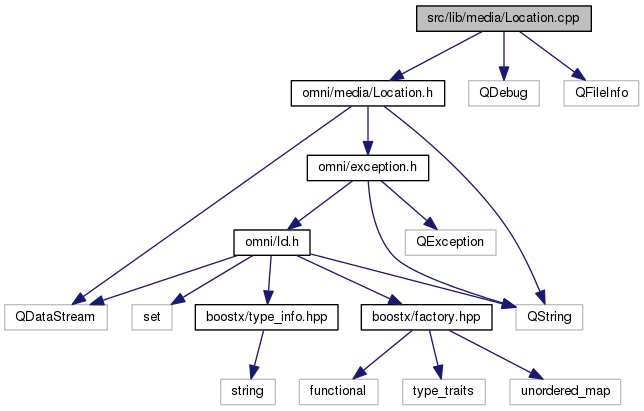 src/lib/media/Location.cpp
omni/media/Location.h
QDebug
QFileInfo
omni/exception.h
omni/Id.h
QException
QDataStream
set
boostx/type_info.hpp
boostx/factory.hpp
QString
string
functional
type_traits
unordered_map